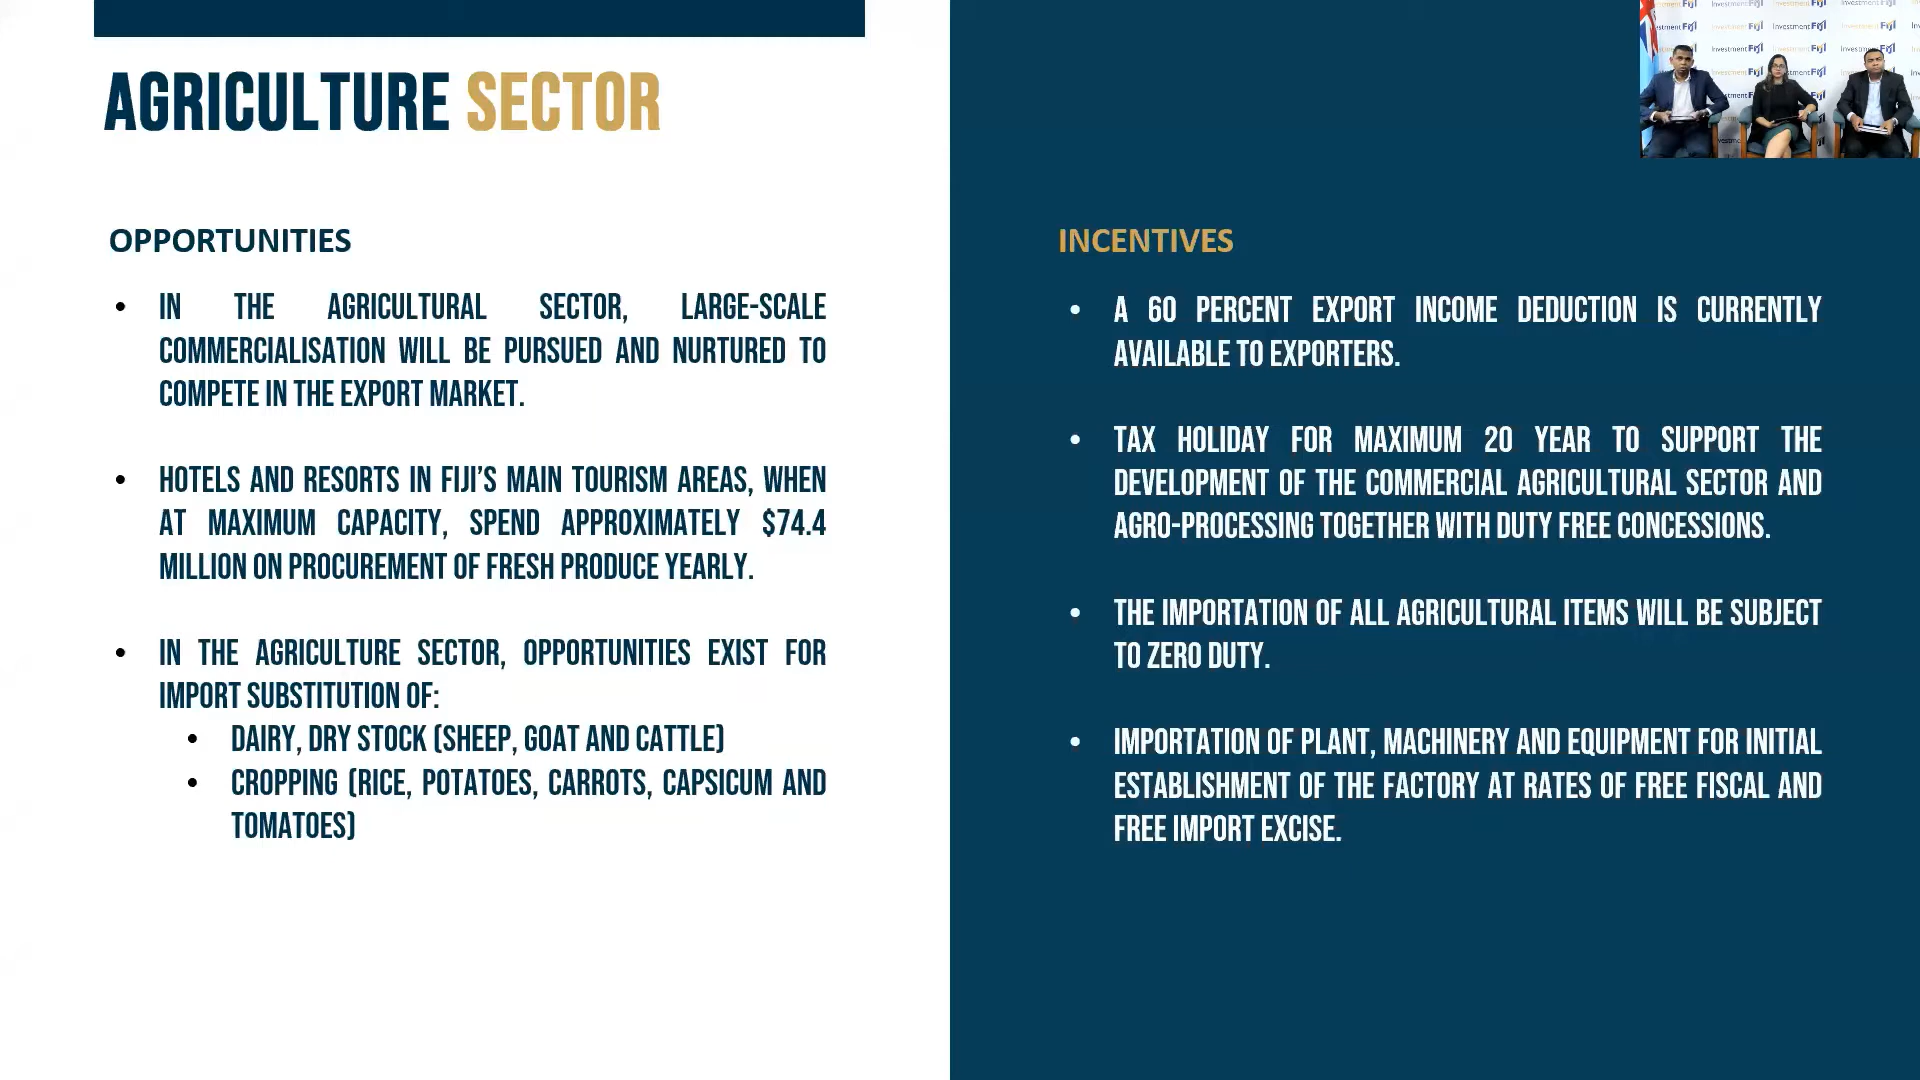 AGRICULTURE SECTOR
OPPORTUNITIES
• IN THE AGRICULTURAL SECTOR, LARGE-SCALE
COMMERCIALISATION WILL BE PURSUED AND NURTURED TO
COMPETE IN THE EXPORT MARKET.
• HOTELS AND RESORTS IN FIJI'S MAIN TOURISM AREAS, WHEN
AT MAXIMUM CAPACITY, SPEND APPROXIMATELY $74.4
MILLION ON PROCUREMENT OF FRESH PRODUCE YEARLY.
• IN THE AGRICULTURE SECTOR, OPPORTUNITIES EXIST FOR
IMPORT SUBSTITUTION OF:
• DAIRY, DRY STOCK (SHEEP, GOAT AND CATTLE)
• CROPPING (RICE, POTATOES, CARROTS, CAPSICUM AND
TOMATOES)
INCENTIVES
• A 60 PERCENT EXPORT INCOME DEDUCTION IS CURRENTLY
AVAILABLE TO EXPORTERS.
• TAX HOLIDAY FOR MAXIMUM 20 YEAR TO SUPPORT THE
DEVELOPMENT OF THE COMMERCIAL AGRICULTURAL SECTOR AND
AGRO-PROCESSING TOGETHER WITH DUTY FREE CONCESSIONS.
• THE IMPORTATION OF ALL AGRICULTURAL ITEMS WILL BE SUBJECT
TO ZERO DUTY.
• IMPORTATION OF PLANT, MACHINERY AND EQUIPMENT FOR INITIAL
ESTABLISHMENT OF THE FACTORY AT RATES OF FREE FISCAL AND
FREE IMPORT EXCISE.
Investment Fiji